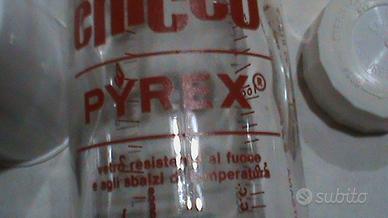 chicco
PYREX®
vetro resistente al fuoco
e agli sbalzi di temperatura
subito